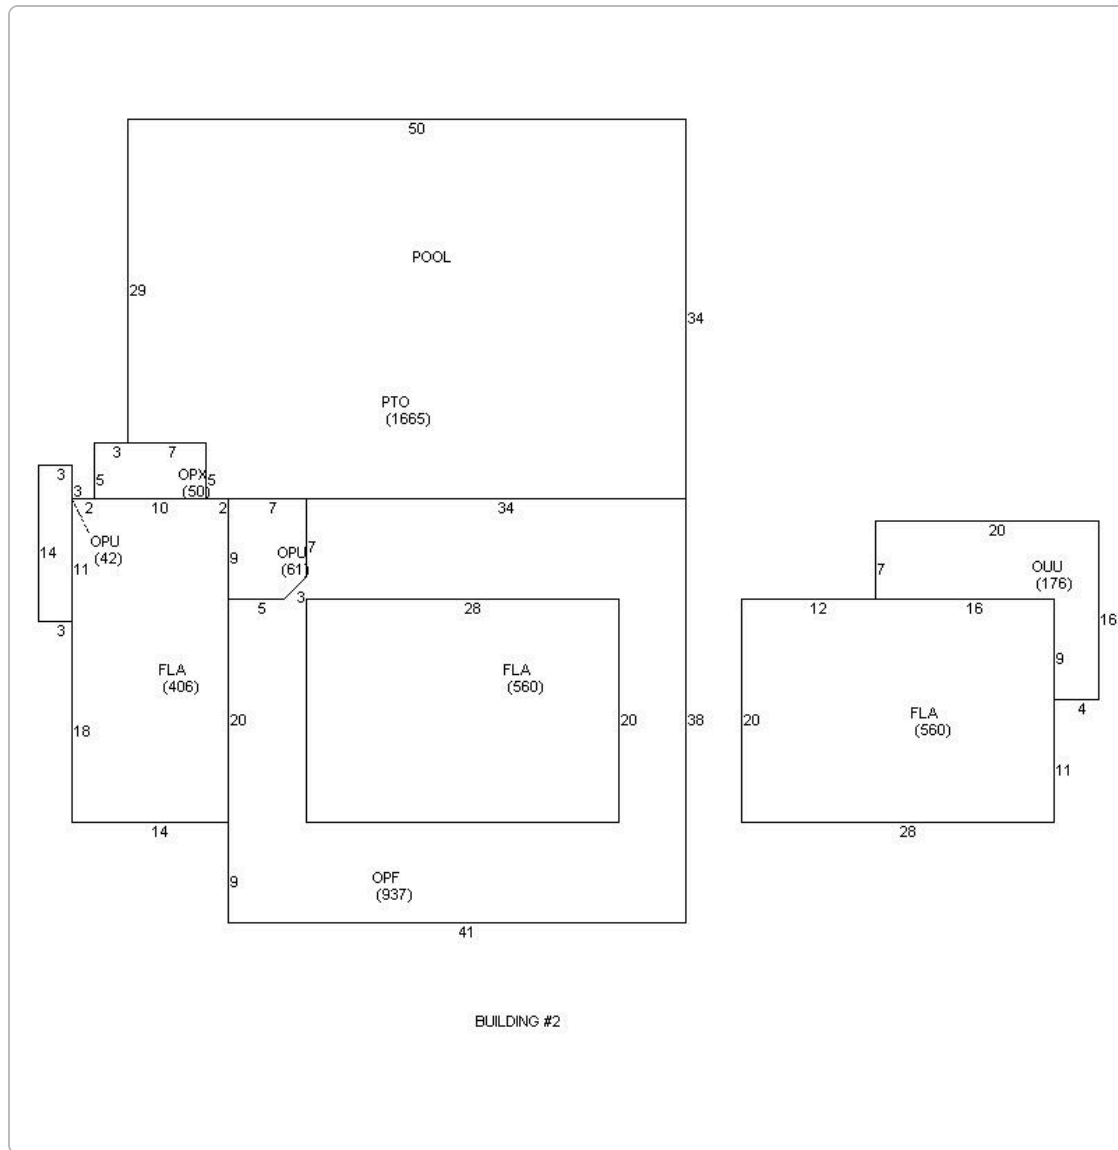 50
POOL
29
34
PTO
(1665)
3 7
3 5 OPX 5
3 (50)
2 10 2 7 34
OPU
(42)
14 11 9 OPU 7
(61)
20
7 OUU
(176)
5 3 28
12 16
16
3
FLA
(406)
FLA
(560)
9
4
18 20 20 38 20 FLA
(560)
11
14 28
9 OPF
(937)
41
BUILDING #2